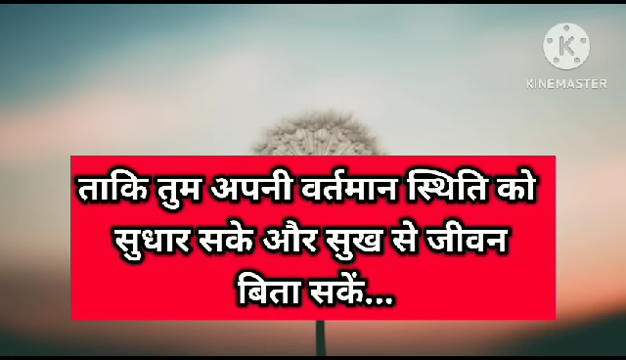 KINEMASTER
ताकि तुम अपनी वर्तमान स्थिति को
सुधार सके और सुख से जीवन
बिता सकें...